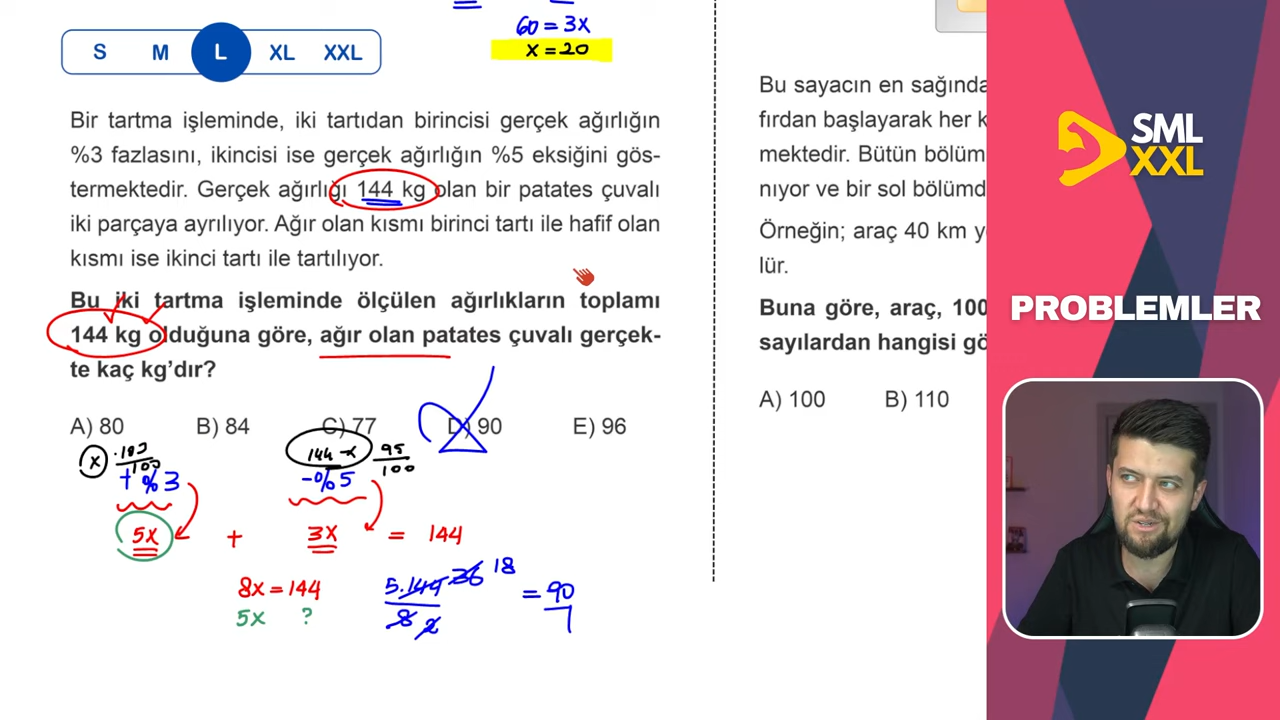 60 = 3x
x = 20
S M L XL XXL
Bir tartma işleminde, iki tartıdan birincisi gerçek ağırlığın
%3 fazlasını, ikincisi ise gerçek ağırlığın %5 eksiğini gös-
termektedir. Gerçek ağırlığı 144 kg olan bir patates çuvalı
iki parçaya ayrılıyor. Ağır olan kısmı birinci tartı ile hafif olan
kısmı ise ikinci tartı ile tartılıyor.
Bu iki tartma işleminde ölçülen ağırlıkların toplamı
144 kg olduğuna göre, ağır olan patates çuvalı gerçek-
te kaç kg'dır?
A) 80 B) 84 C) 77 D) 90 E) 96
x . 103/100 144-x 95/100
+ %3 -%5
5x + 3x = 144
8x = 144
5x ?
5.144 36 18
8 2
= 90
Bu sayacın en sağında
fırdan başlayarak her k
mektedir. Bütün bölüm
nıyor ve bir sol bölümd
Örneğin; araç 40 km y
lür.
Buna göre, araç, 100
sayılardan hangisi gö
A) 100 B) 110
SML
XXL
PROBLEMLER